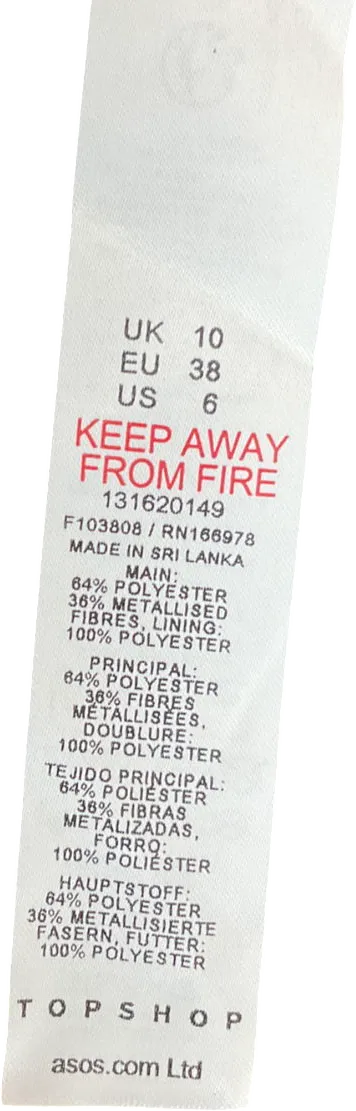 UK 10
EU 38
US 6
KEEP AWAY
FROM FIRE
131620149
F103808 / RN166978
MADE IN SRI LANKA
MAIN:
64% POLYESTER
36% METALLISED
FIBRES, LINING:
100% POLYESTER
PRINCIPAL:
64% POLYESTER
36% FIBRES
MÉTALLISÉES,
DOUBLURE:
100% POLYESTER
TEJIDO PRINCIPAL:
64% POLIÉSTER
36% FIBRAS
METALIZADAS,
FORRO:
100% POLIÉSTER
HAUPTSTOFF:
64% POLYESTER
36% METALLISIERTE
FASERN, FUTTER:
100% POLYESTER
TOPSHOP
asos.com Ltd